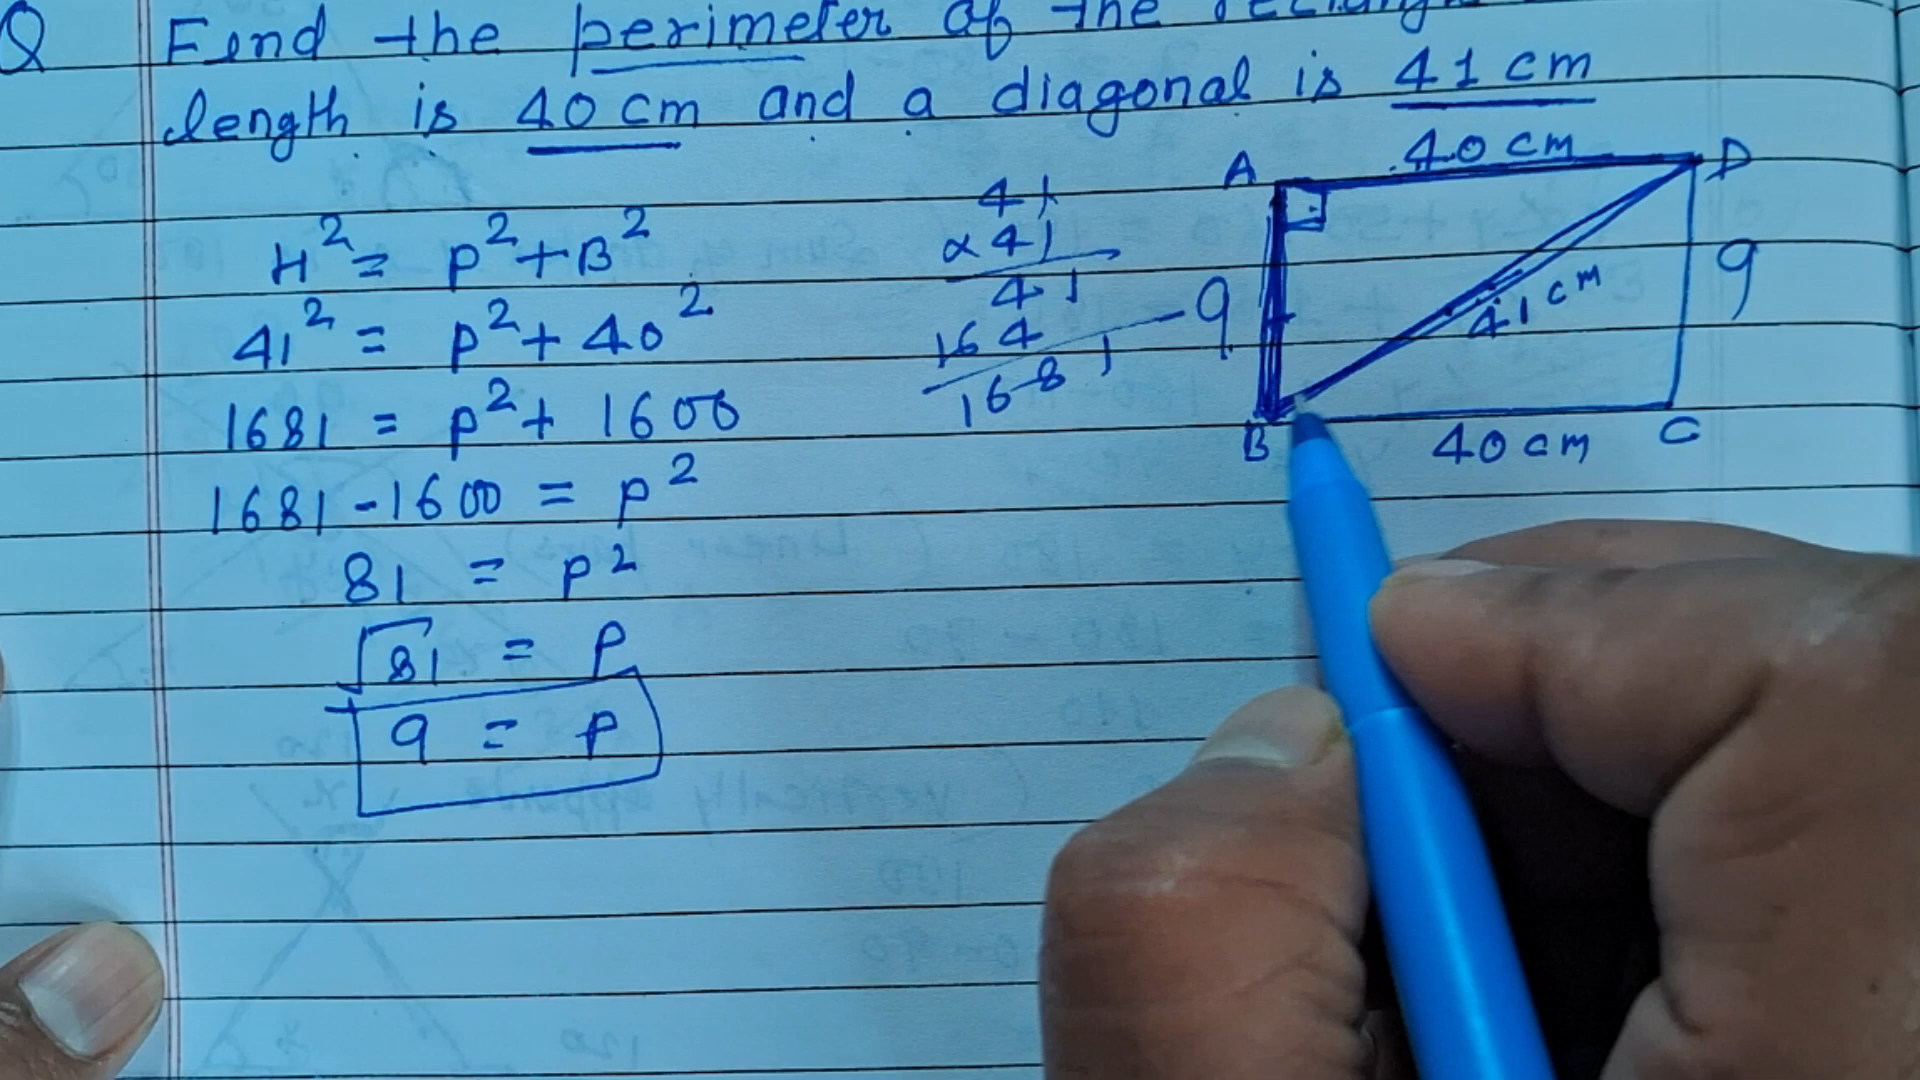 Q Find the perimeter of the
length is 40 cm and a diagonal is 41 cm
H² = P² + B²
41² = P² + 40²
1681 = P² + 1600
1681 - 1600 = P²
81 = P²
√81 = P
9 = P
41
x 41
41
164
1681
A 40 cm D
9 41 cm 9
B 40 cm C